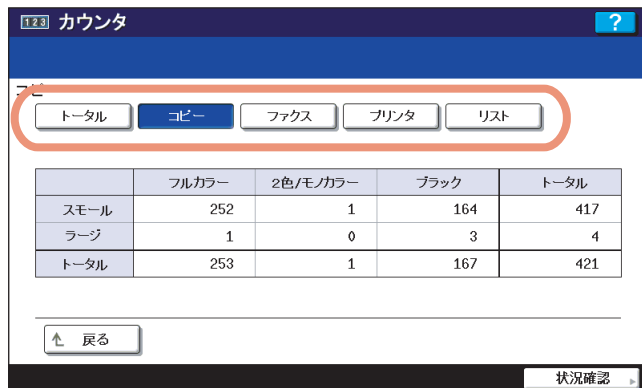 123 カウンタ ?
コピー
トータル コピー ファクス プリンタ リスト
フルカラー 2色/モノカラー ブラック トータル
スモール 252 1 164 417
ラージ 1 0 3 4
トータル 253 1 167 421
戻る
状況確認